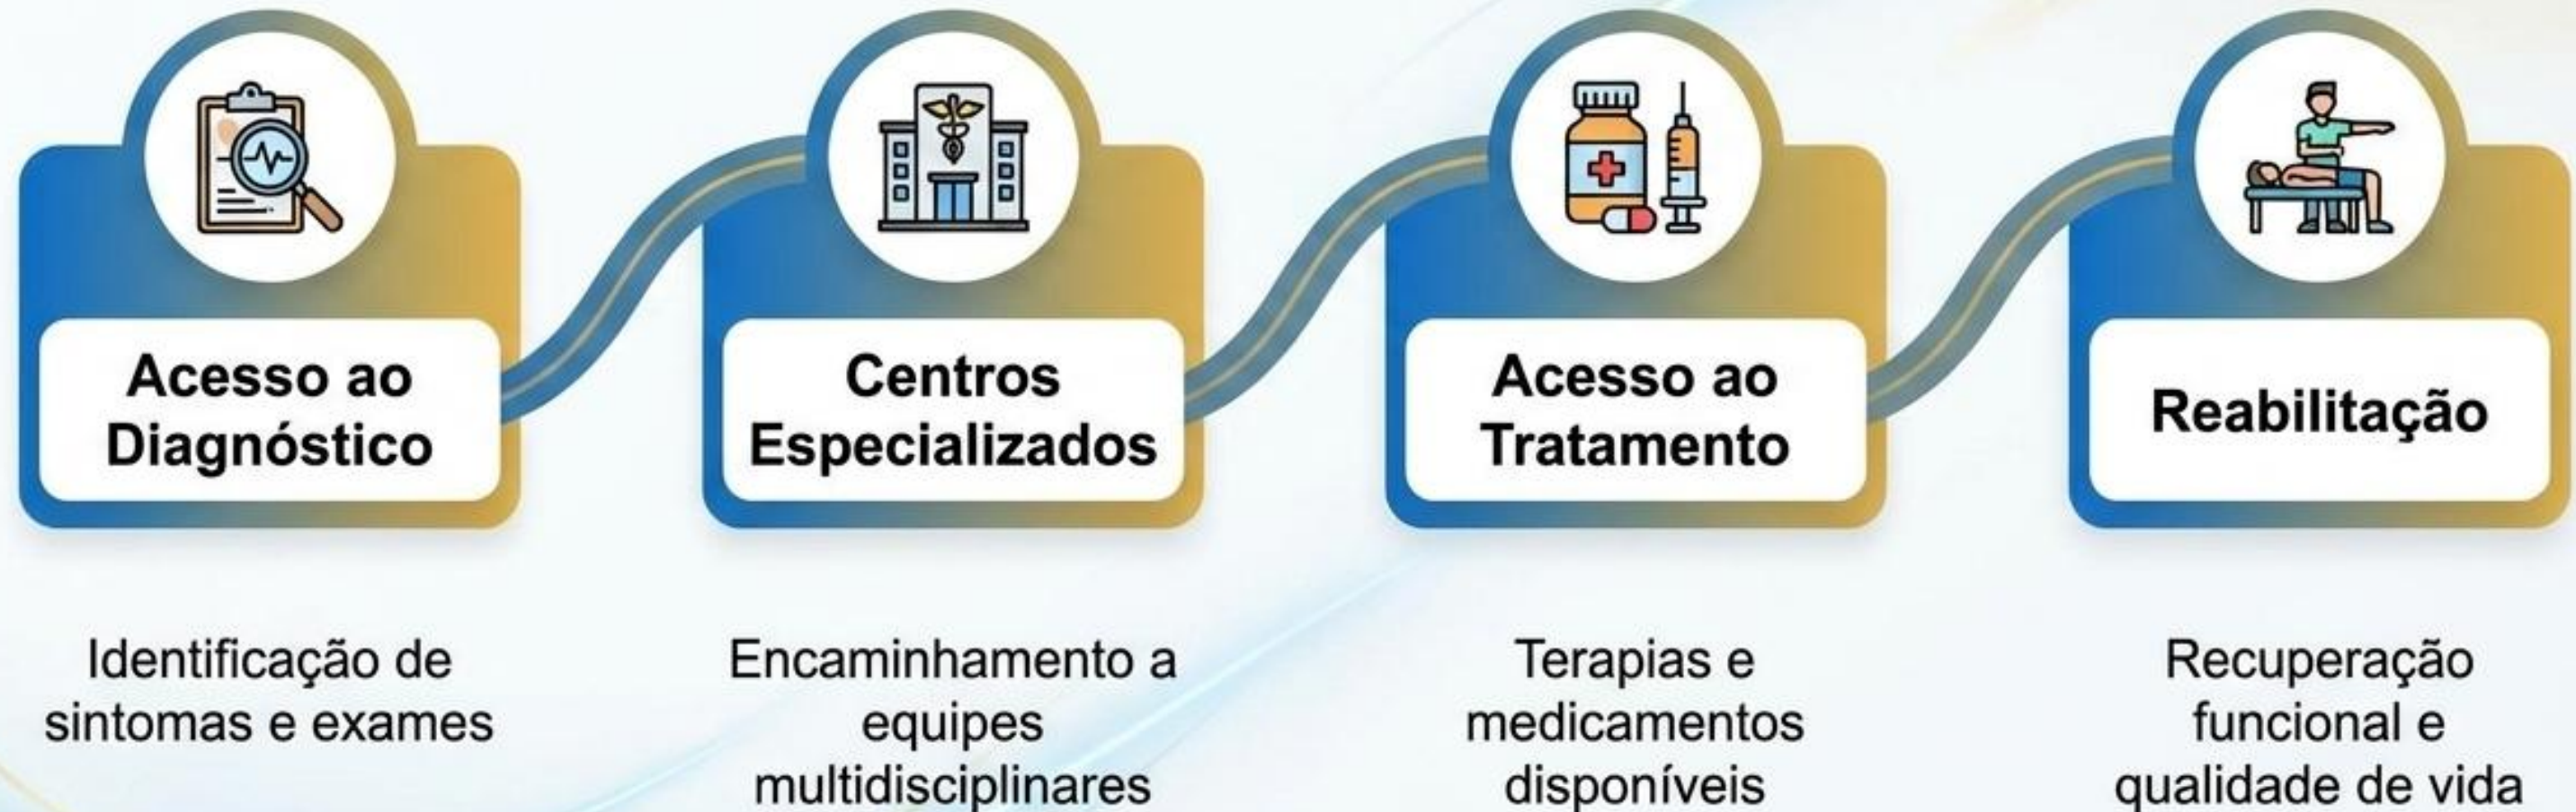 Acesso ao
Diagnóstico
Identificação de
sintomas e exames
Centros
Especializados
Encaminhamento a
equipes
multidisciplinares
Acesso ao
Tratamento
Terapias e
medicamentos
disponíveis
Reabilitação
Recuperação
funcional e
qualidade de vida